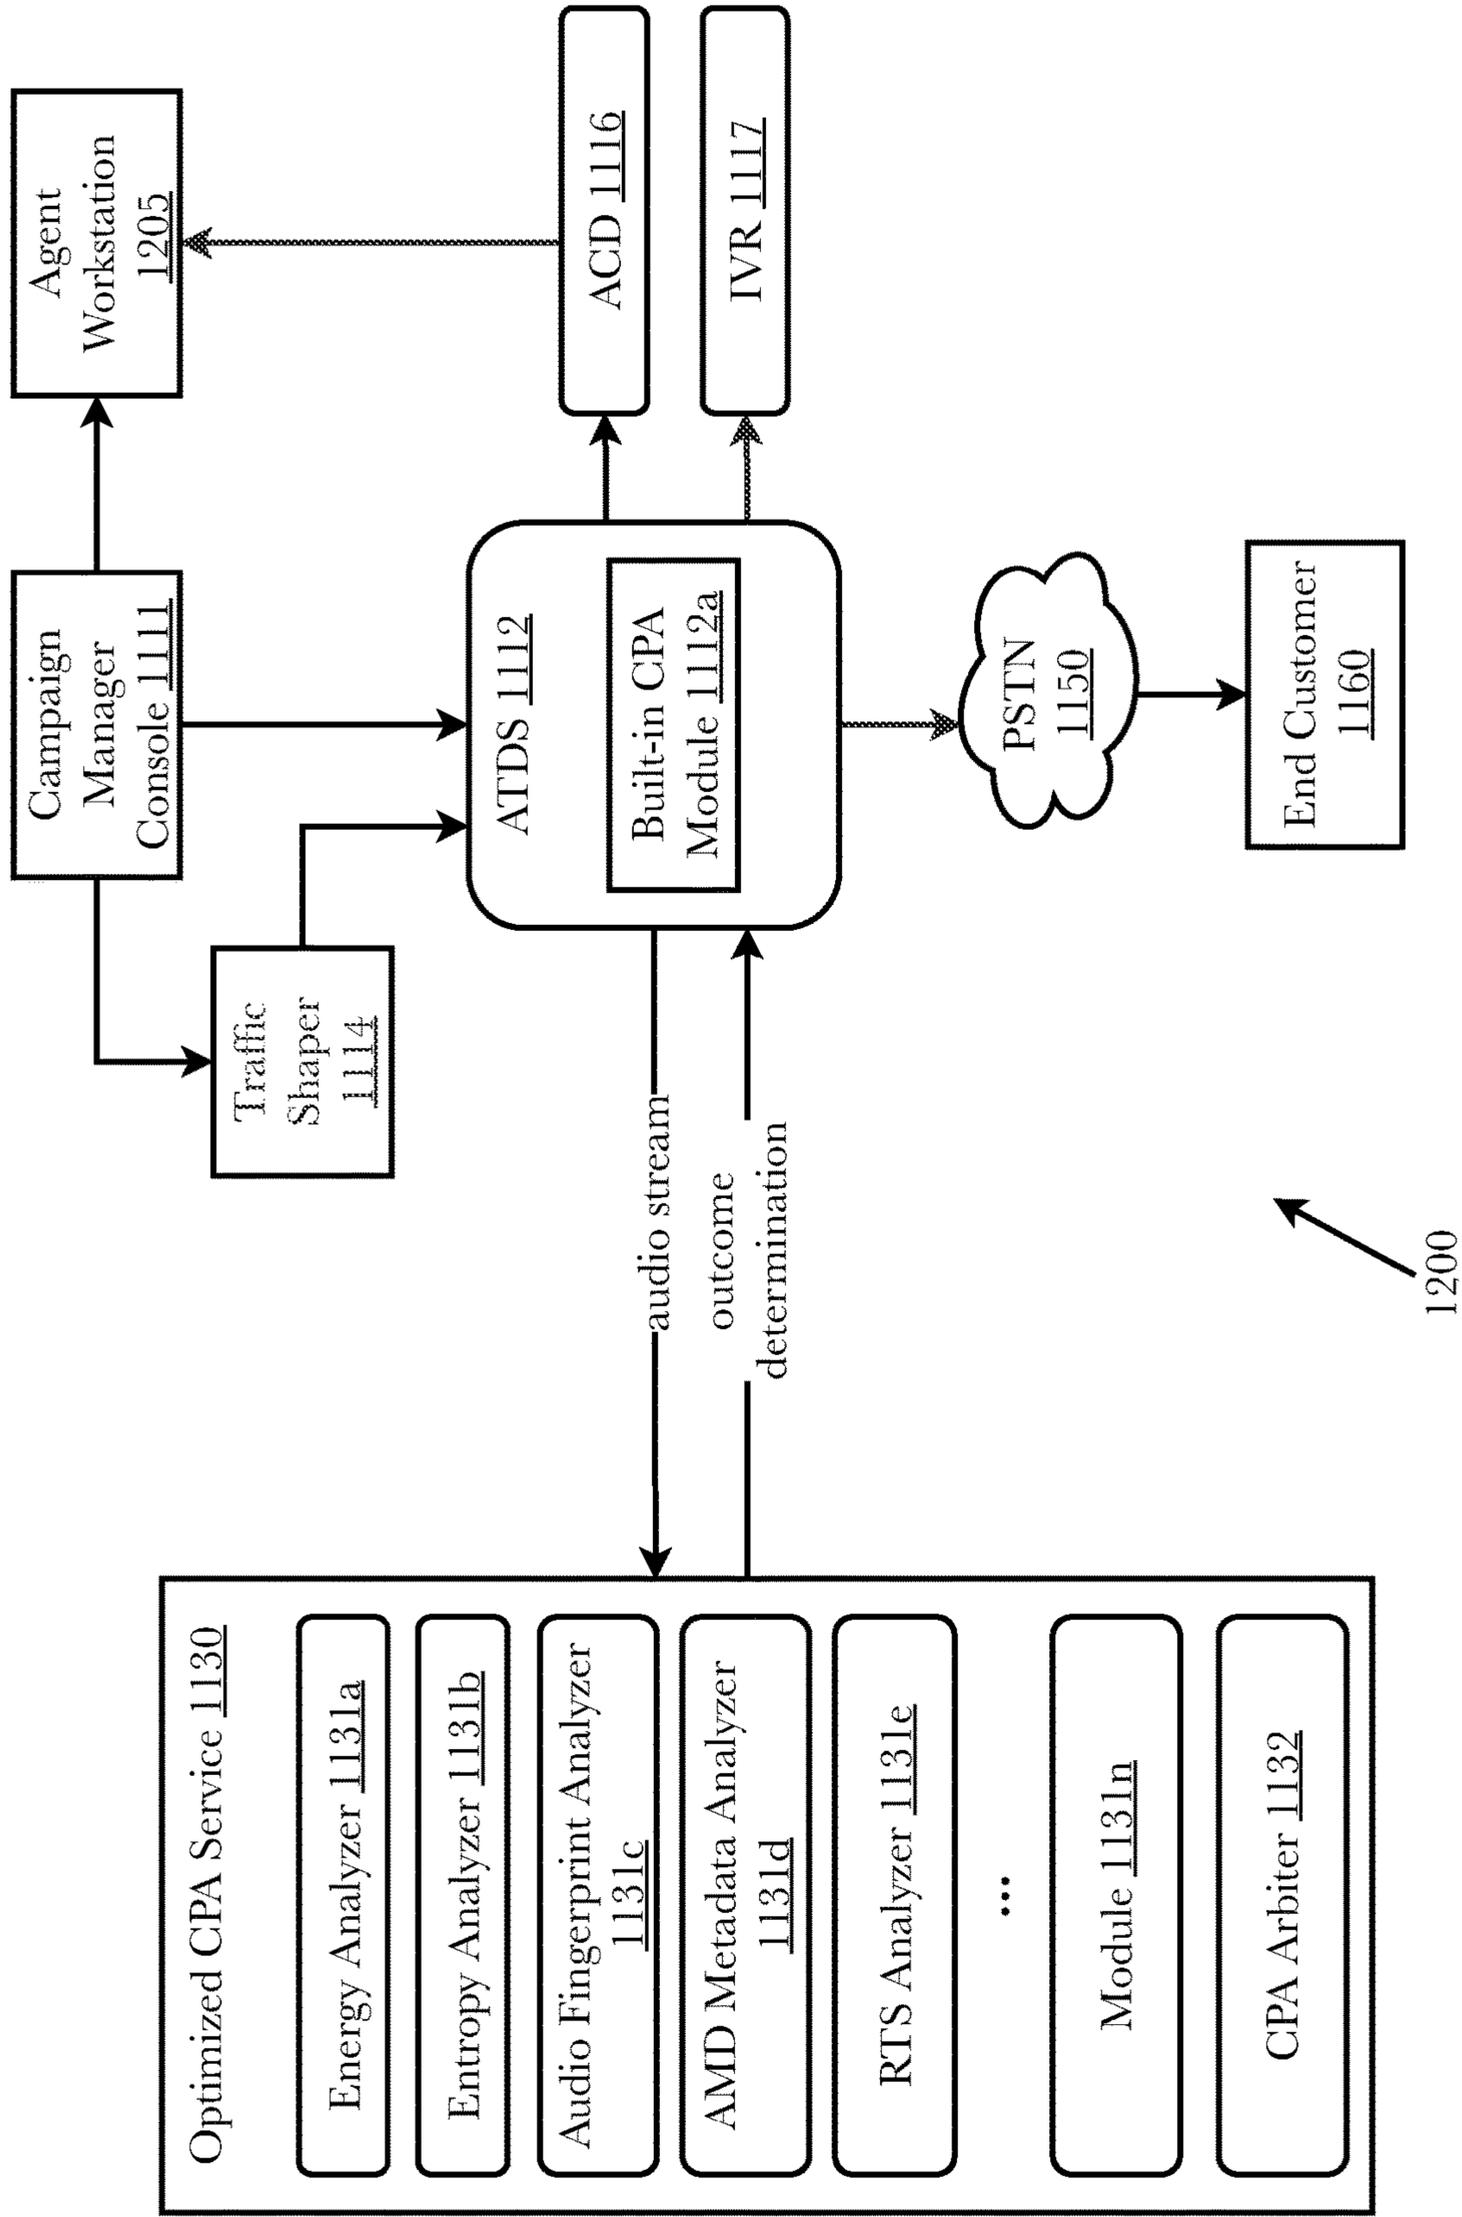 Optimized CPA Service 1130
Energy Analyzer 1131a
Entropy Analyzer 1131b
Audio Fingerprint Analyzer
1131c
AMD Metadata Analyzer
1131d
RTS Analyzer 1131e
...
Module 1131n
CPA Arbiter 1132
audio stream
outcome
determination
Traffic
Shaper
1114
Campaign
Manager
Console 1111
Agent
Workstation
1205
ATDS 1112
Built-in CPA
Module 1112a
ACD 1116
IVR 1117
PSTN
1150
End Customer
1160
1200